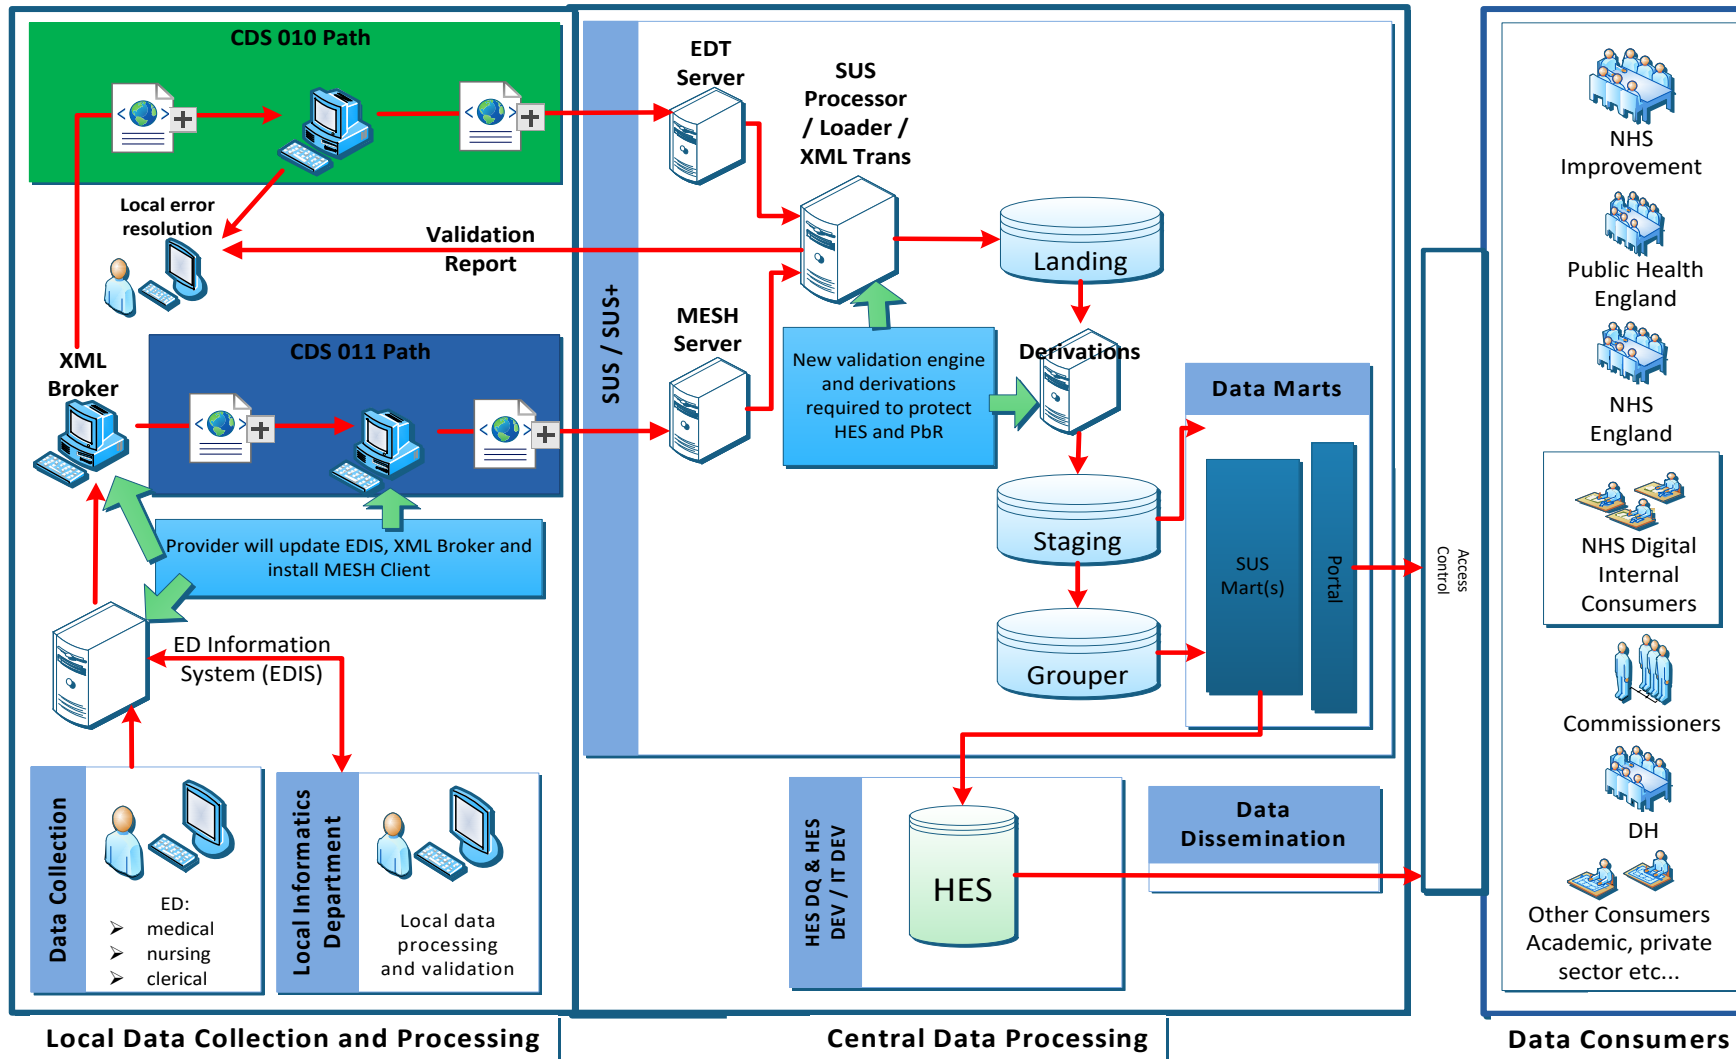 CDS 010 Path
Local error
resolution
Validation
Report
XML
Broker
CDS 011 Path
Provider will update EDIS, XML Broker and
install MESH Client
ED Information
System (EDIS)
Data Collection
ED:
➢ medical
➢ nursing
➢ clerical
Local Informatics
Department
Local data
processing
and validation
Local Data Collection and Processing
SUS / SUS+
EDT
Server
SUS
Processor
/ Loader /
XML Trans
MESH
Server
Landing
Derivations
New validation engine
and derivations
required to protect
HES and PbR
Staging
Grouper
Data Marts
SUS
Mart(s)
Portal
HES DQ & HES
DEV / IT DEV
HES
Data
Dissemination
Central Data Processing
Access
Control
NHS
Improvement
Public Health
England
NHS
England
NHS Digital
Internal
Consumers
Commissioners
DH
Other Consumers
Academic, private
sector etc...
Data Consumers